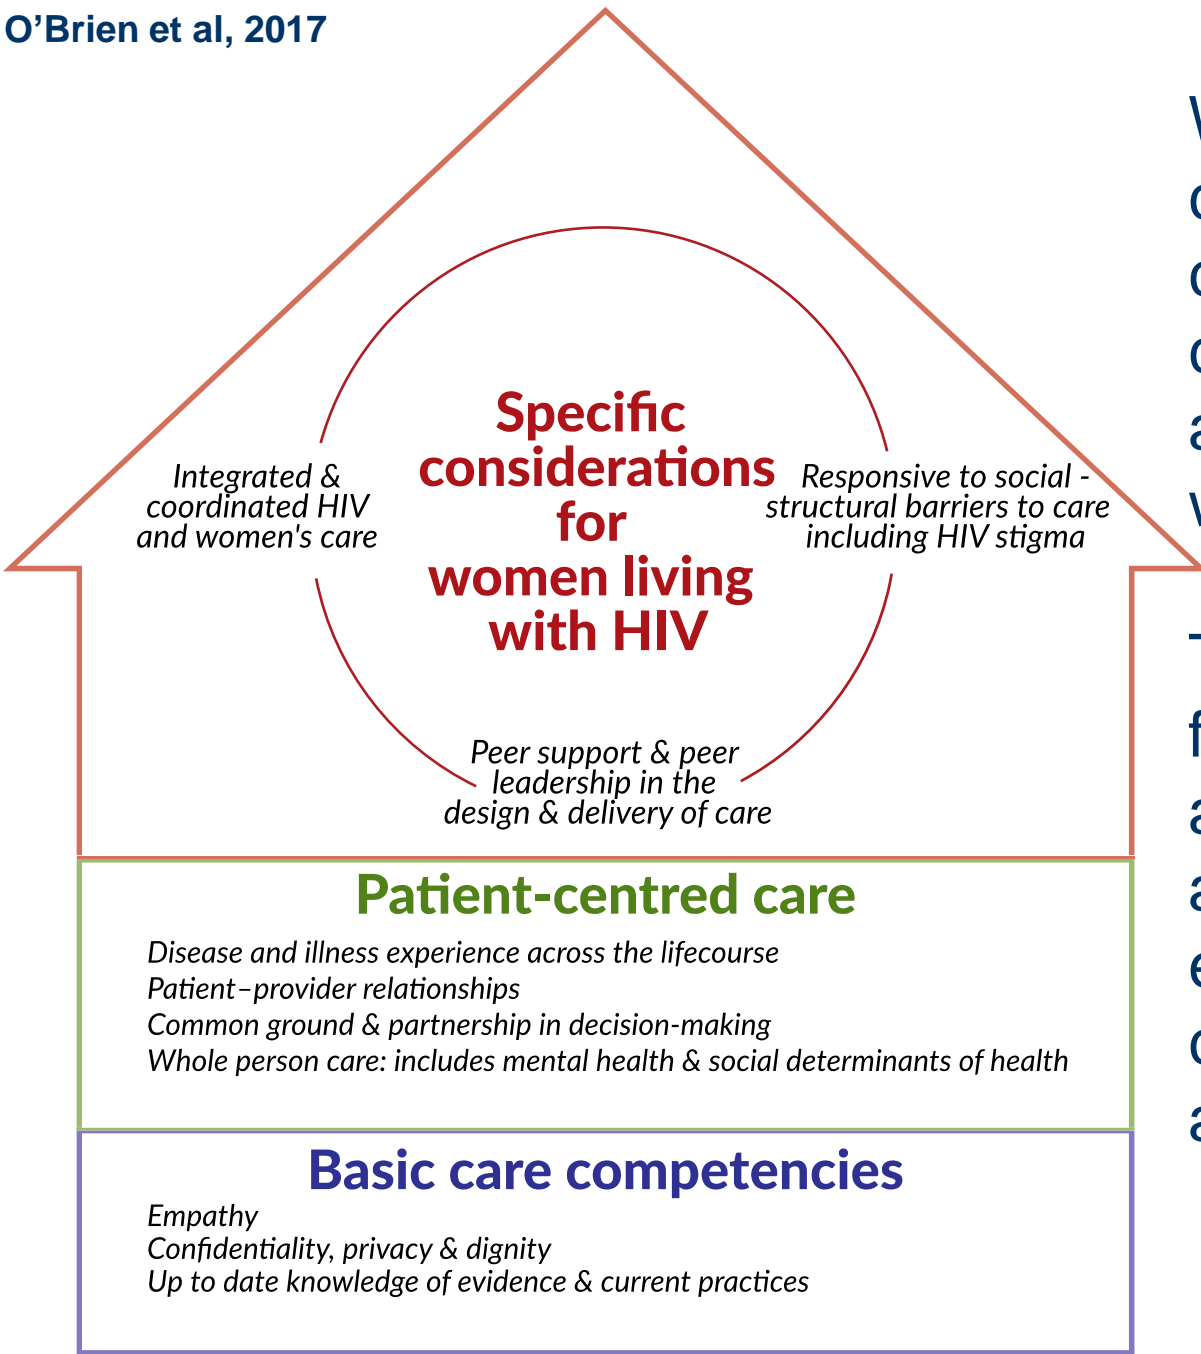 O’Brien et al, 2017
Specific
considerations
for
women living
with HIV
Integrated &
coordinated HIV
and women's care
Responsive to social -
structural barriers to care
including HIV stigma
Peer support & peer
leadership in the
design & delivery of care
Patient-centred care
Disease and illness experience across the lifecourse
Patient–provider relationships
Common ground & partnership in decision-making
Whole person care: includes mental health & social determinants of health
Basic care competencies
Empathy
Confidentiality, privacy & dignity
Up to date knowledge of evidence & current practices